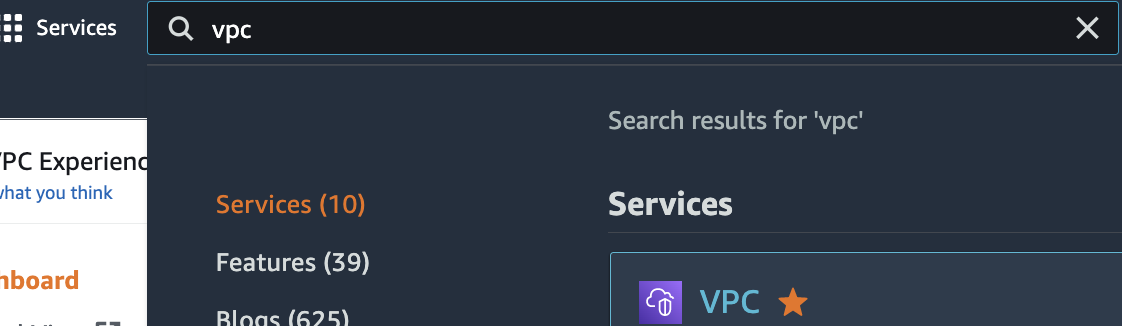 Services
vpc
Search results for 'vpc'
PC Experienc
what you think
Services (10)
Services
Features (39)
Blogs (625)
VPC